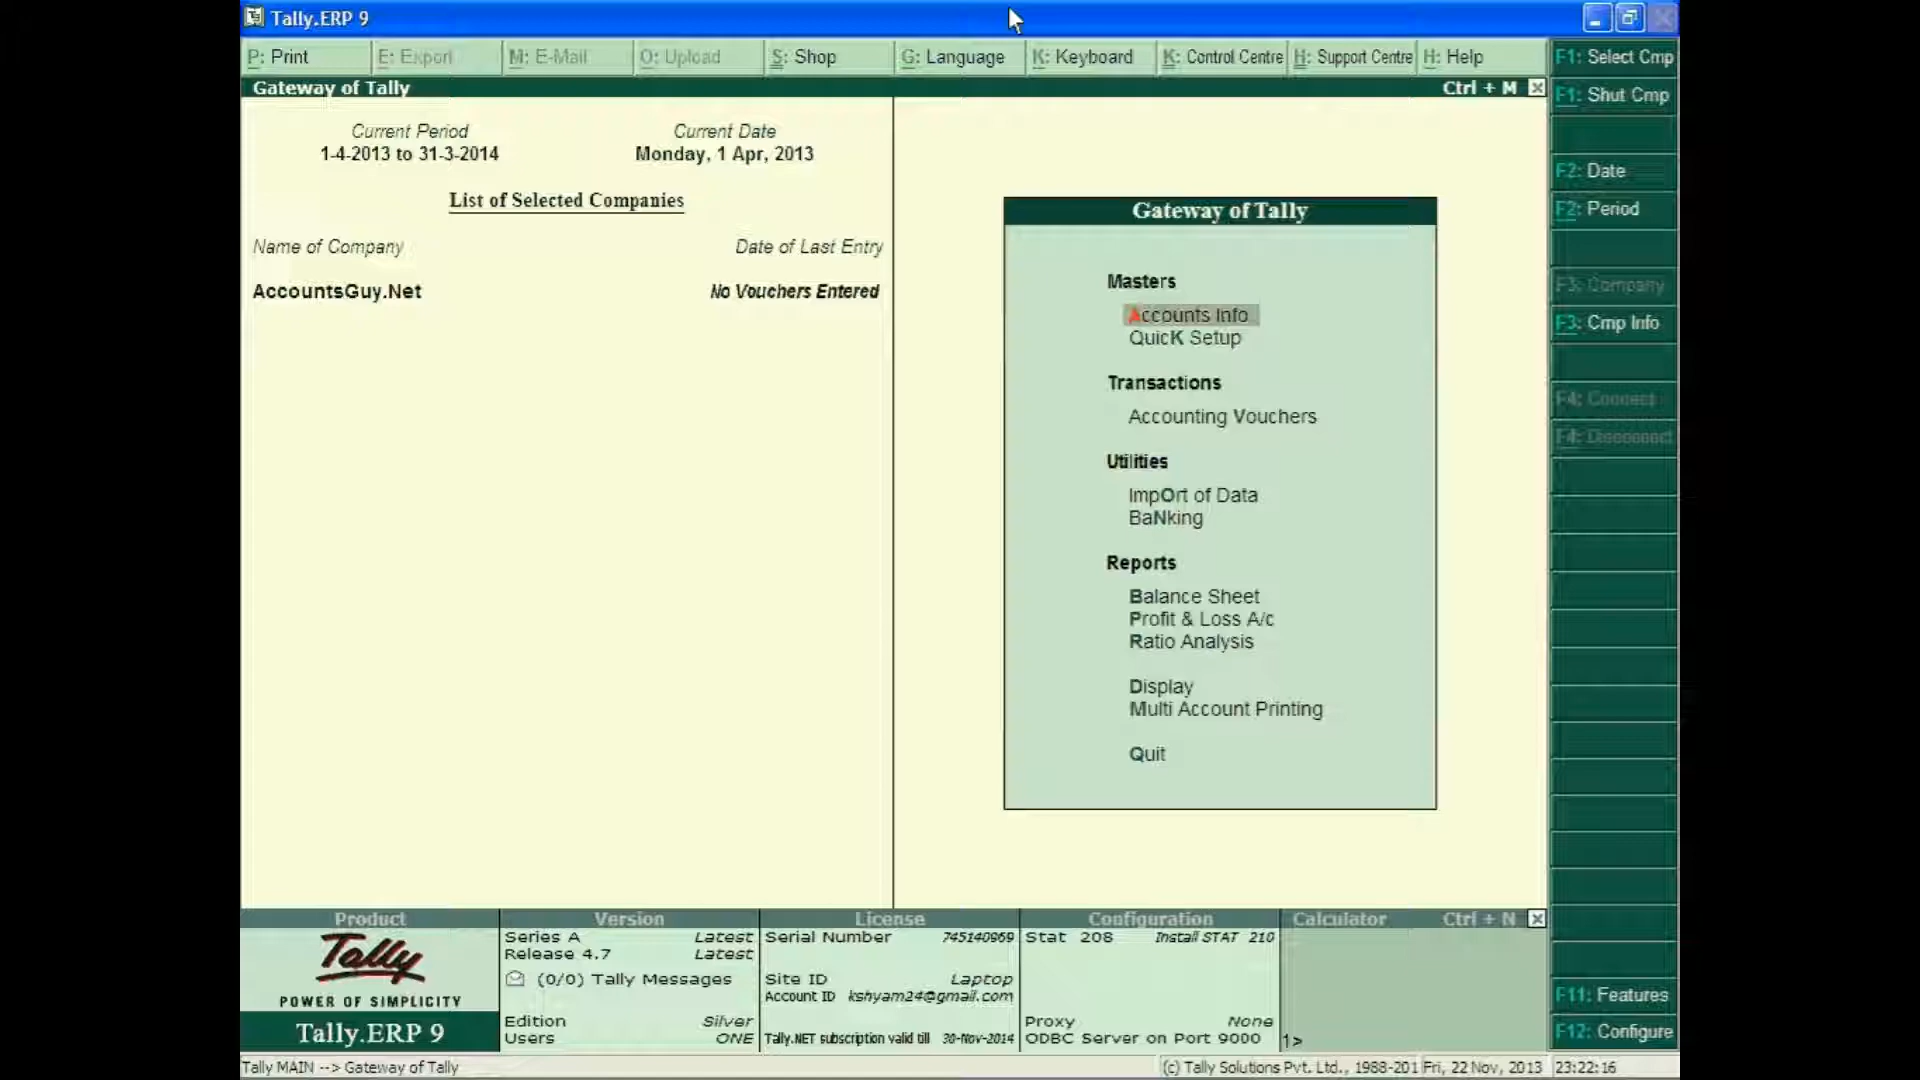 Tally.ERP 9
P: Print
E: Export
M: E-Mail
O: Upload
S: Shop
G: Language
K: Keyboard
K: Control Centre
H: Support Centre
H: Help
Gateway of Tally
Ctrl + M
Current Period
1-4-2013 to 31-3-2014
Current Date
Monday, 1 Apr, 2013
List of Selected Companies
Name of Company
Date of Last Entry
AccountsGuy.Net
No Vouchers Entered
Gateway of Tally
Masters
Accounts Info
QuicK Setup
Transactions
Accounting Vouchers
Utilities
ImpOrt of Data
BaNking
Reports
Balance Sheet
Profit & Loss A/c
Ratio Analysis
Display
Multi Account Printing
Quit
F1: Select Cmp
F1: Shut Cmp
F2: Date
F2: Period
F3: Company
F3: Cmp Info
F4: Connect
F4: Disconnect
F11: Features
F12: Configure
Product
Tally
POWER OF SIMPLICITY
Tally.ERP 9
Version
Series A Latest
Release 4.7 Latest
(0/0) Tally Messages
Edition Silver
Users ONE
License
Serial Number 745140969
Site ID Laptop
Account ID kshyam24@gmail.com
Tally.NET subscription valid till 30-Nov-2014
Configuration
Stat 208 Install STAT 210
Proxy None
ODBC Server on Port 9000
Calculator Ctrl + N
1>
Tally MAIN --> Gateway of Tally
(c) Tally Solutions Pvt. Ltd., 1988-201
Fri, 22 Nov, 2013
23:22:16